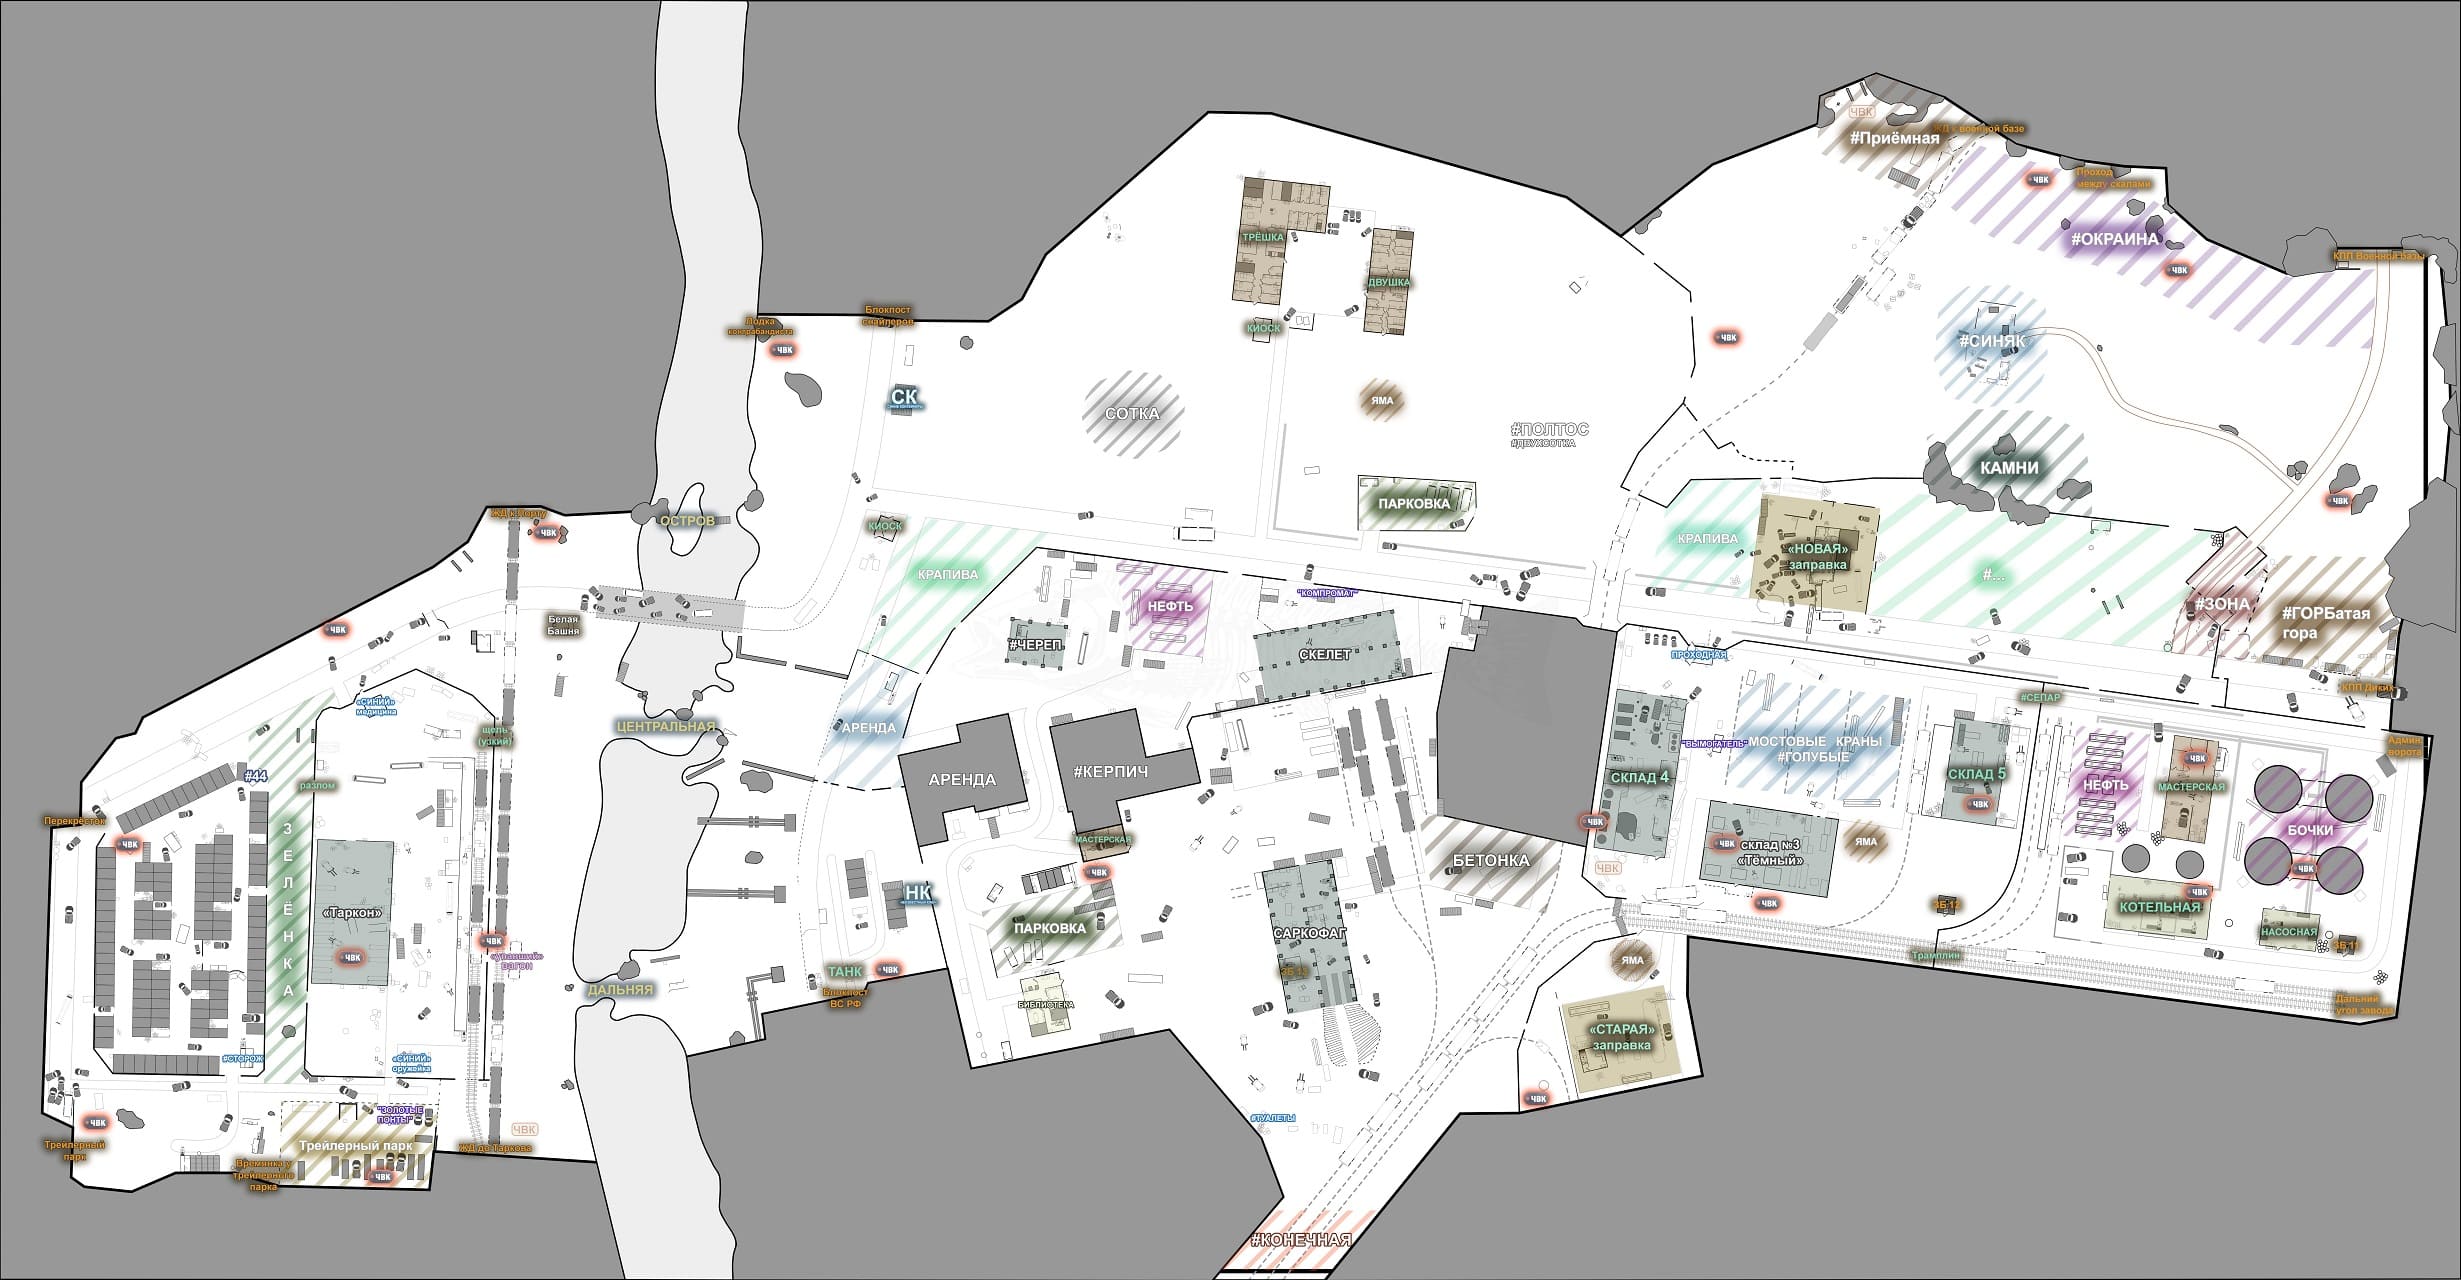 ЧВК
#Приёмная
ЖД к военной базе
ЧВК
Проход
между скалами
#ОКРАИНА
ЧВК
КПП Военной базы
ТРЁШКА
ДВУШКА
КИОСК
Лодка
контрабандиста
ЧВК
Блокпост
снайперов
ЧВК
#СИНЯК
СК
СОТКА
ЯМА
#ПОЛТОС
#ДВУХСОТКА
КАМНИ
ЧВК
ПАРКОВКА
ЖД к Порту
ЧВК
ОСТРОВ
КИОСК
КРАПИВА
КРАПИВА
«НОВАЯ»
заправка
#...
Белая
Башня
ЧВК
НЕФТЬ
"КОМПРОМАТ"
#ЗОНА
#ГОРБатая
гора
#ЧЕРЕП
СКЕЛЕТ
ПРОХОДНАЯ
КПП Диких
#СЕПАР
«СИНИЙ»
медицина
щель
(узкий)
ЦЕНТРАЛЬНАЯ
АРЕНДА
"ВЫМОГАТЕЛЬ"
МОСТОВЫЕ КРАНЫ
#ГОЛУБЫЕ
Админ.
ворота
#44
разлом
АРЕНДА
#КЕРПИЧ
СКЛАД 4
СКЛАД 5
ЧВК
НЕФТЬ
ЧВК
МАСТЕРСКАЯ
БОЧКИ
ЧВК
Перекрёсток
ЧВК
ЗЕЛЁНКА
МАСТЕРСКАЯ
ЧВК
БЕТОНКА
ЧВК
ЧВК
ЧВК
склад №3
«Тёмный»
ЧВК
ЯМА
«Таркон»
ЧВК
ЧВК
«упавший»
вагон
НК
ПАРКОВКА
САРКОФАГ
ЗБ 12
КОТЕЛЬНАЯ
ЧВК
НАСОСНАЯ
ЗБ 11
Трамплин
ТАНК
ЧВК
Блокпост
ВС РФ
ДАЛЬНЯЯ
БИБЛИОТЕКА
ЯМА
«СТАРАЯ»
заправка
ЧВК
Дальний
угол завода
#СТОРОЖ
«СИНИЙ»
оружейка
ЧВК
"ЗОЛОТЫЕ
ПОНТЫ"
#ТУАЛЕТЫ
ЧВК
Трейлерный
парк
Трейлерный парк
ЖД до Таркова
Времянка у
трейлерного
парка
ЧВК
#КОНЕЧНАЯ